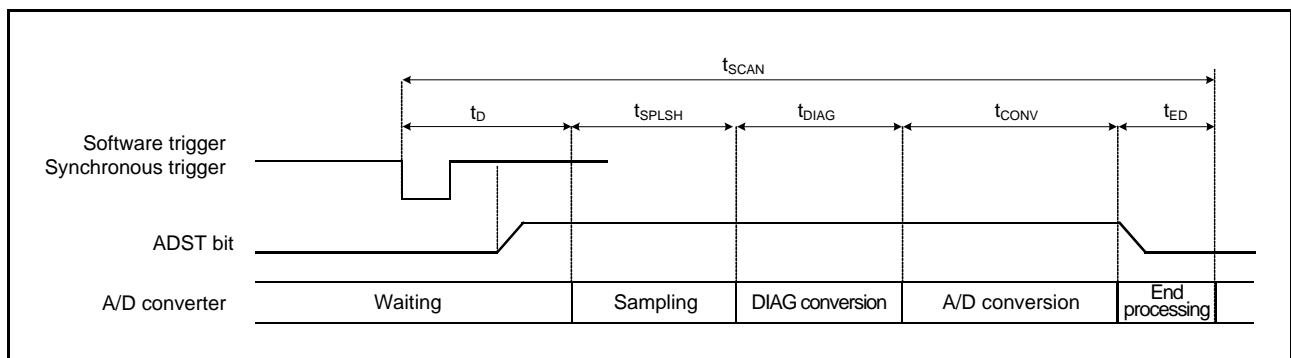 tSCAN
tD tSPLSH tDIAG tCONV tED
Software trigger
Synchronous trigger
ADST bit
A/D converter Waiting Sampling DIAG conversion A/D conversion End processing